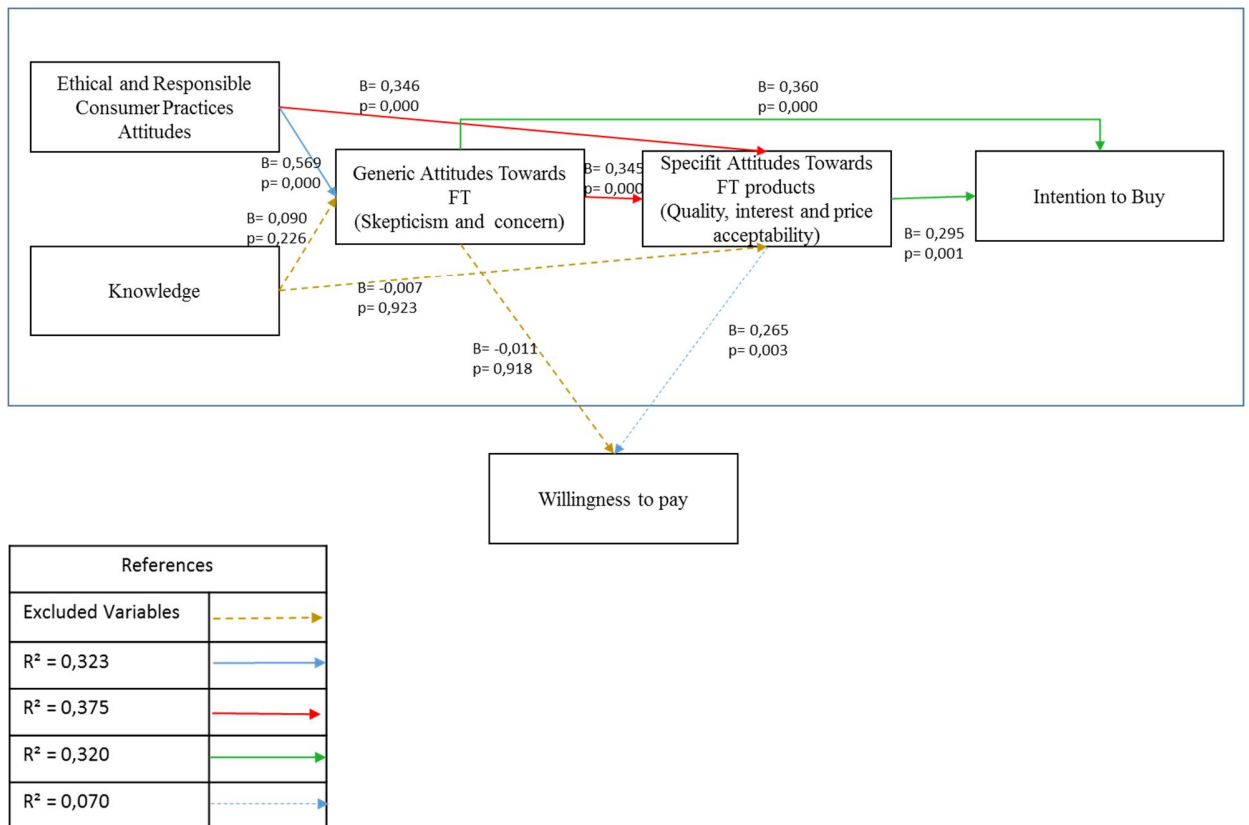 Ethical and Responsible
Consumer Practices
Attitudes
B= 0,346
p= 0,000
B= 0,360
p= 0,000
B= 0,569
p= 0,000
Generic Attitudes Towards
FT
(Skepticism and concern)
B= 0,345
p= 0,000
Specifit Attitudes Towards
FT products
(Quality, interest and price
acceptability)
Intention to Buy
B= 0,295
p= 0,001
B= 0,090
p= 0,226
Knowledge
B= -0,007
p= 0,923
B= -0,011
p= 0,918
B= 0,265
p= 0,003
Willingness to pay
References
Excluded Variables
R² = 0,323
R² = 0,375
R² = 0,320
R² = 0,070